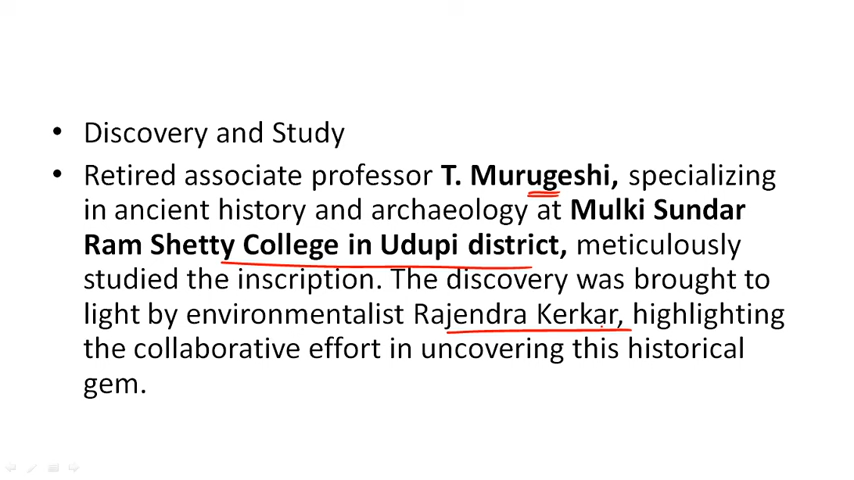 • Discovery and Study
• Retired associate professor T. Murugeshi, specializing
in ancient history and archaeology at Mulki Sundar
Ram Shetty College in Udupi district, meticulously
studied the inscription. The discovery was brought to
light by environmentalist Rajendra Kerkar, highlighting
the collaborative effort in uncovering this historical
gem.